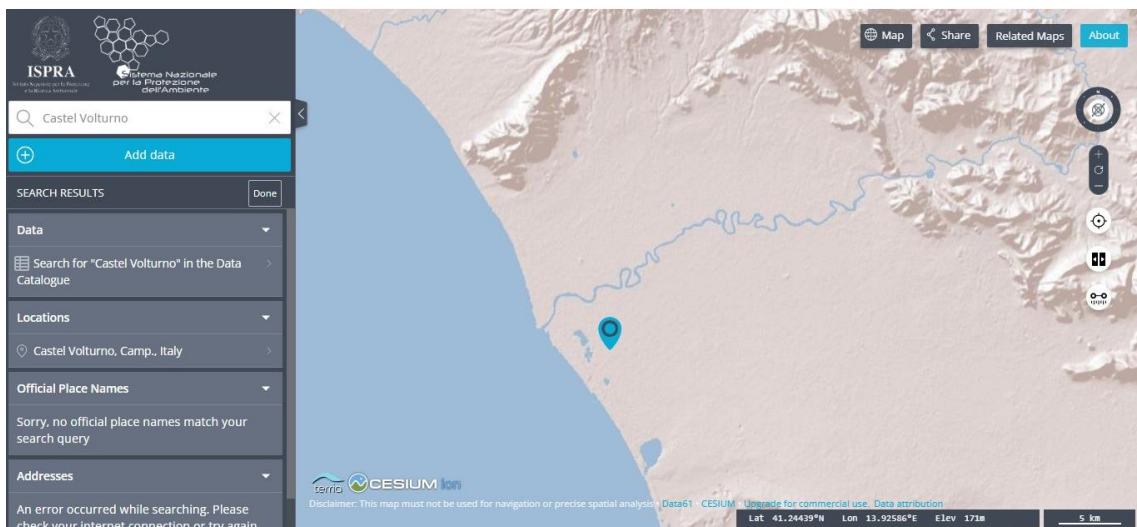 ISPRA
Sistema Nazionale
per la Protezione
dell'Ambiente
Castel Volturno
Add data
SEARCH RESULTS
Done
Data
Search for "Castel Volturno" in the Data
Catalogue
Locations
Castel Volturno, Camp., Italy
Official Place Names
Sorry, no official place names match your
search query
Addresses
An error occurred while searching. Please
check your internet connection or try again
Map
Share
Related Maps
About
terria
CESIUM ion
Disclaimer: This map must not be used for navigation or precise spatial analysis Data61 CESIUM Upgrade for commercial use. Data attribution
Lat 41.24439°N Lon 13.92586°E Elev 171m
5 km